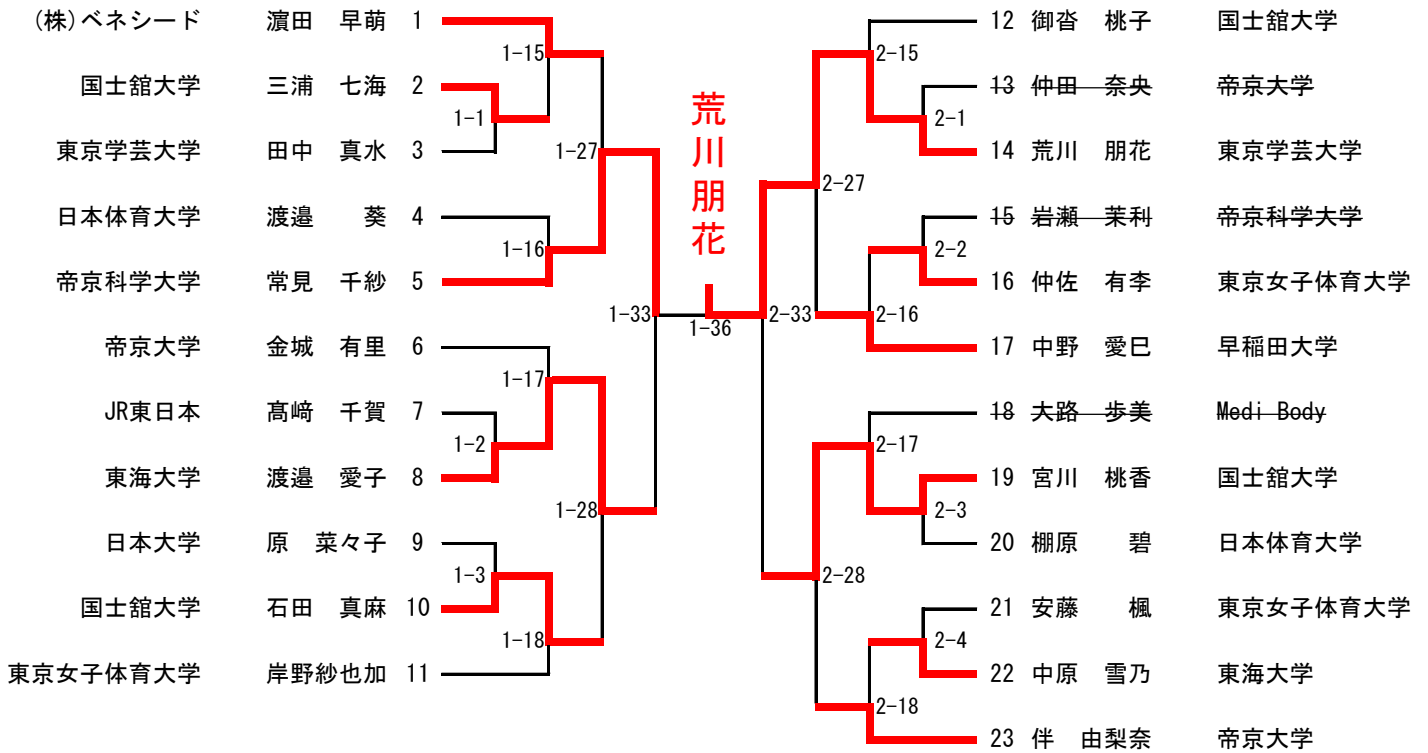 (株)ベネシード 濵田 早萌 1
国士舘大学 三浦 七海 2
東京学芸大学 田中 真水 3
日本体育大学 渡邉 葵 4
帝京科学大学 常見 千紗 5
帝京大学 金城 有里 6
JR東日本 髙﨑 千賀 7
東海大学 渡邉 愛子 8
日本大学 原 菜々子 9
国士舘大学 石田 真麻 10
東京女子体育大学 岸野紗也加 11
1-15
1-1
1-27
1-16
1-33
1-17
1-2
1-28
1-3
1-18
荒川朋花
1-36
2-15
2-1
2-27
2-2
2-33
2-16
2-17
2-3
2-28
2-4
2-18
12 御沓 桃子 国士舘大学
13 仲田 奈央 帝京大学
14 荒川 朋花 東京学芸大学
15 岩瀬 茉利 帝京科学大学
16 仲佐 有李 東京女子体育大学
17 中野 愛巳 早稲田大学
18 大路 歩美 Medi Body
19 宮川 桃香 国士舘大学
20 棚原 碧 日本体育大学
21 安藤 楓 東京女子体育大学
22 中原 雪乃 東海大学
23 伴 由梨奈 帝京大学